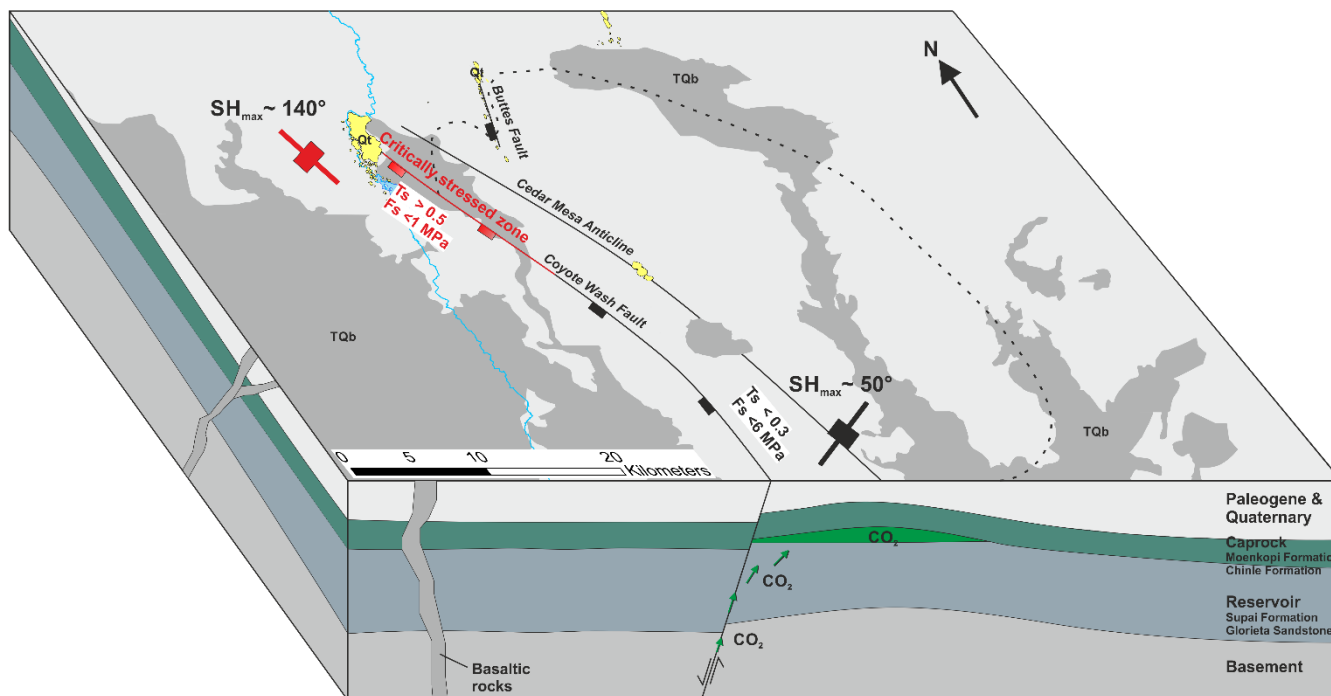 N
TQb
Qt
Buttes Fault
SHmax~ 140°
Qt
Critically stressed zone
Ts > 0.5
Fs <1 MPa
Cedar Mesa Anticline
Coyote Wash Fault
TQb
SHmax~ 50°
Ts < 0.3
Fs <6 MPa
TQb
0 5 10 20
Kilometers
Paleogene &
Quaternary
CO2
Caprock
Moenkopi Formatio
Chinle Formation
CO2
Reservoir
Supai Formation
Glorieta Sandstone
CO2
Basaltic
rocks
Basement